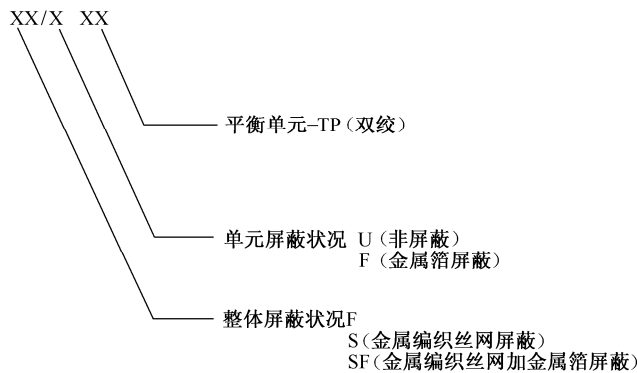 XX/X XX
平衡单元–TP（双绞）
单元屏蔽状况 U（非屏蔽）
F（金属箔屏蔽）
整体屏蔽状况F
S（金属编织丝网屏蔽）
SF（金属编织丝网加金属箔屏蔽）